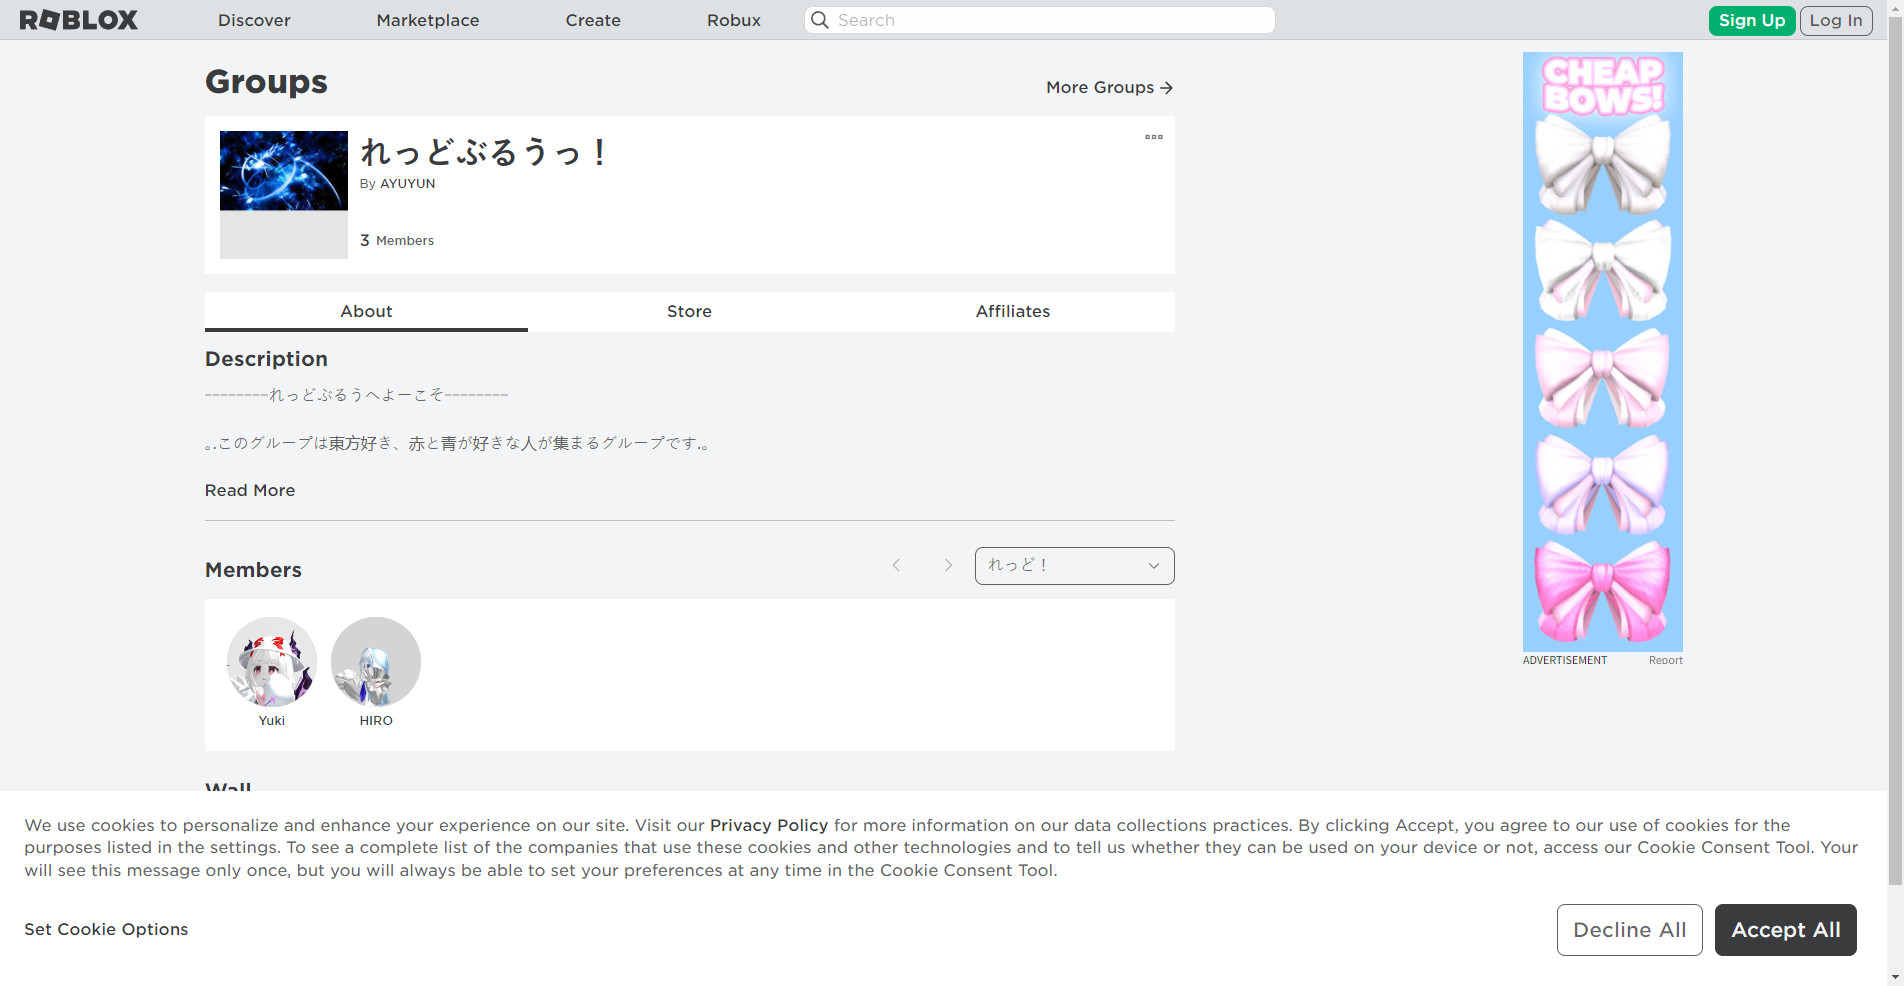 ROBLOX
Discover
Marketplace
Create
Robux
Search
Sign Up
Log In
Groups
More Groups
れっどぶるうっ！
By AYUYUN
3 Members
About
Store
Affiliates
Description
--------れっどぶるうへよーこそ--------
｡.このグループは東方好き、赤と青が好きな人が集まるグループです.｡
Read More
Members
れっど！
Yuki
HIRO
Wall
CHEAP
BOWS!
ADVERTISEMENT
Report
We use cookies to personalize and enhance your experience on our site. Visit our Privacy Policy for more information on our data collections practices. By clicking Accept, you agree to our use of cookies for the
purposes listed in the settings. To see a complete list of the companies that use these cookies and other technologies and to tell us whether they can be used on your device or not, access our Cookie Consent Tool. Your
will see this message only once, but you will always be able to set your preferences at any time in the Cookie Consent Tool.
Set Cookie Options
Decline All
Accept All